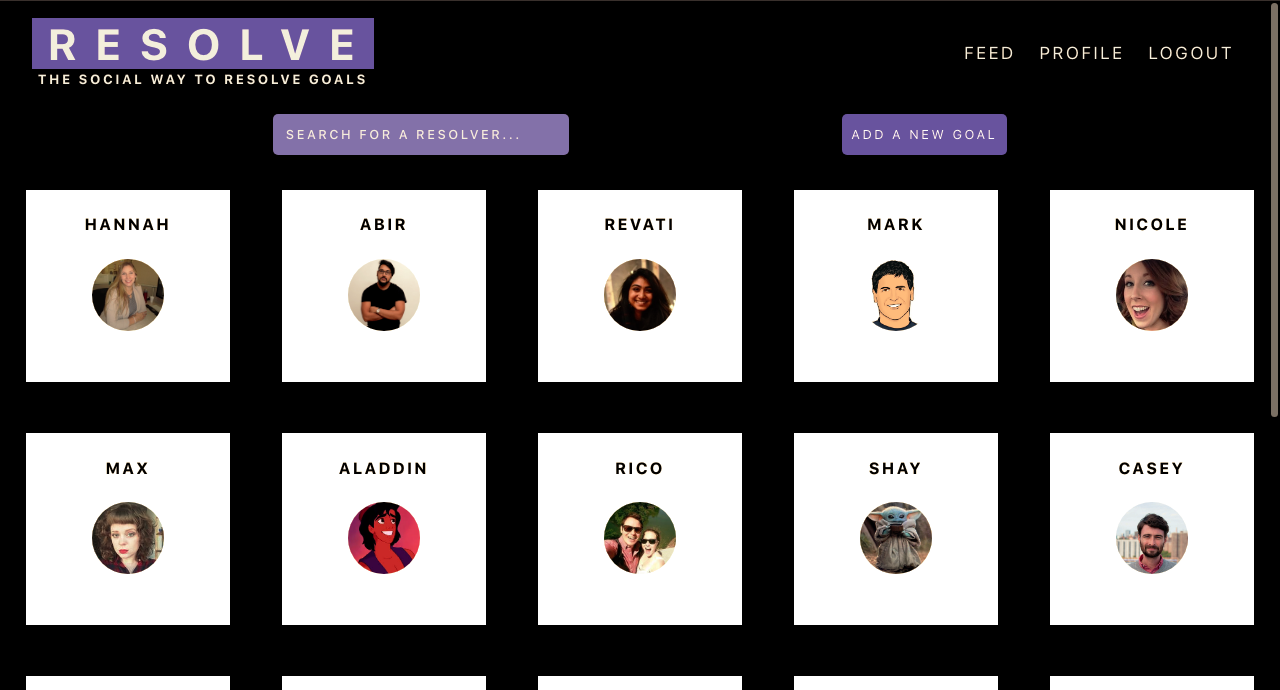 RESOLVE
THE SOCIAL WAY TO RESOLVE GOALS
FEED PROFILE LOGOUT
SEARCH FOR A RESOLVER...
ADD A NEW GOAL
HANNAH
ABIR
REVATI
MARK
NICOLE
MAX
ALADDIN
RICO
SHAY
CASEY